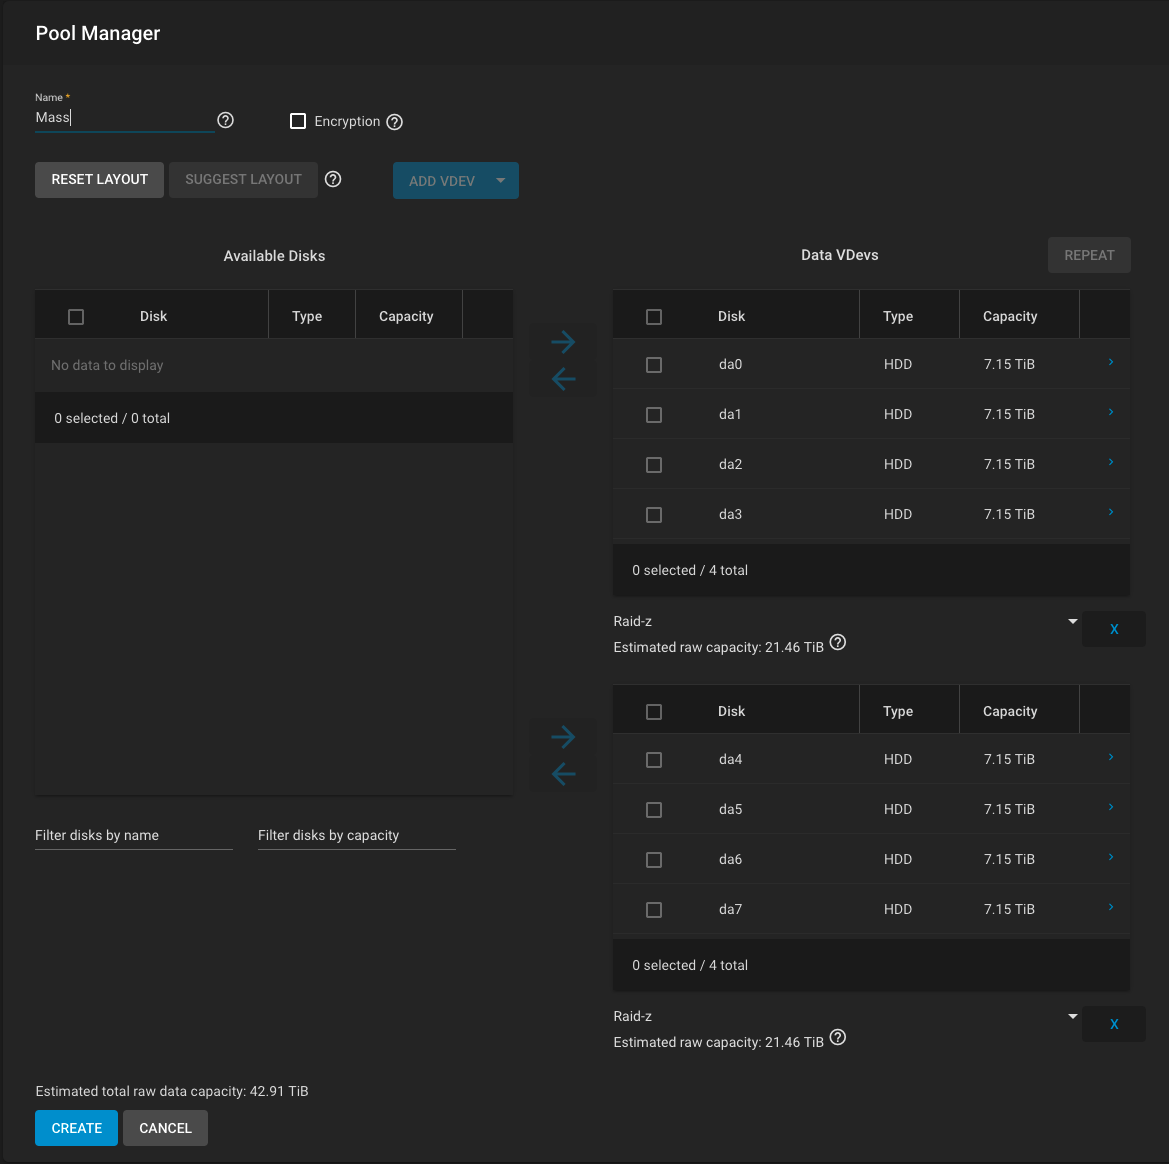 Pool Manager
Name *
Mass
Encryption
RESET LAYOUT SUGGEST LAYOUT ADD VDEV
Available Disks
Disk Type Capacity
No data to display
0 selected / 0 total
Filter disks by name Filter disks by capacity
Data VDevs REPEAT
Disk Type Capacity
da0 HDD 7.15 TiB
da1 HDD 7.15 TiB
da2 HDD 7.15 TiB
da3 HDD 7.15 TiB
0 selected / 4 total
Raid-z X
Estimated raw capacity: 21.46 TiB
Disk Type Capacity
da4 HDD 7.15 TiB
da5 HDD 7.15 TiB
da6 HDD 7.15 TiB
da7 HDD 7.15 TiB
0 selected / 4 total
Raid-z X
Estimated raw capacity: 21.46 TiB
Estimated total raw data capacity: 42.91 TiB
CREATE CANCEL